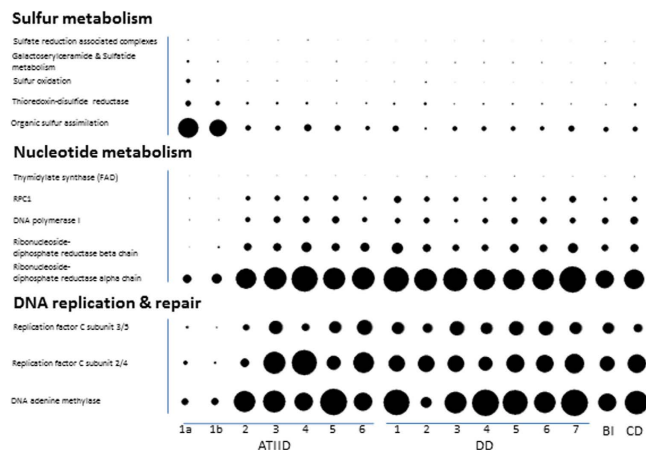 Sulfur metabolism
Sulfate reduction associated complexes
Galactoserylceramide & Sulfatide
metabolism
Sulfur oxidation
Thioredoxin-disulfide reductase
Organic sulfur assimilation
Nucleotide metabolism
Thymidylate synthase (FAD)
RPC1
DNA polymerase I
Ribonucleoside-
diphosphate reductase beta chain
Ribonucleoside-
diphosphate reductase alpha chain
DNA replication & repair
Replication factor C subunit 3/5
Replication factor C subunit 2/4
DNA adenine methylase
1a 1b 2 3 4 5 6 1 2 3 4 5 6 7 BI CD
ATIID DD